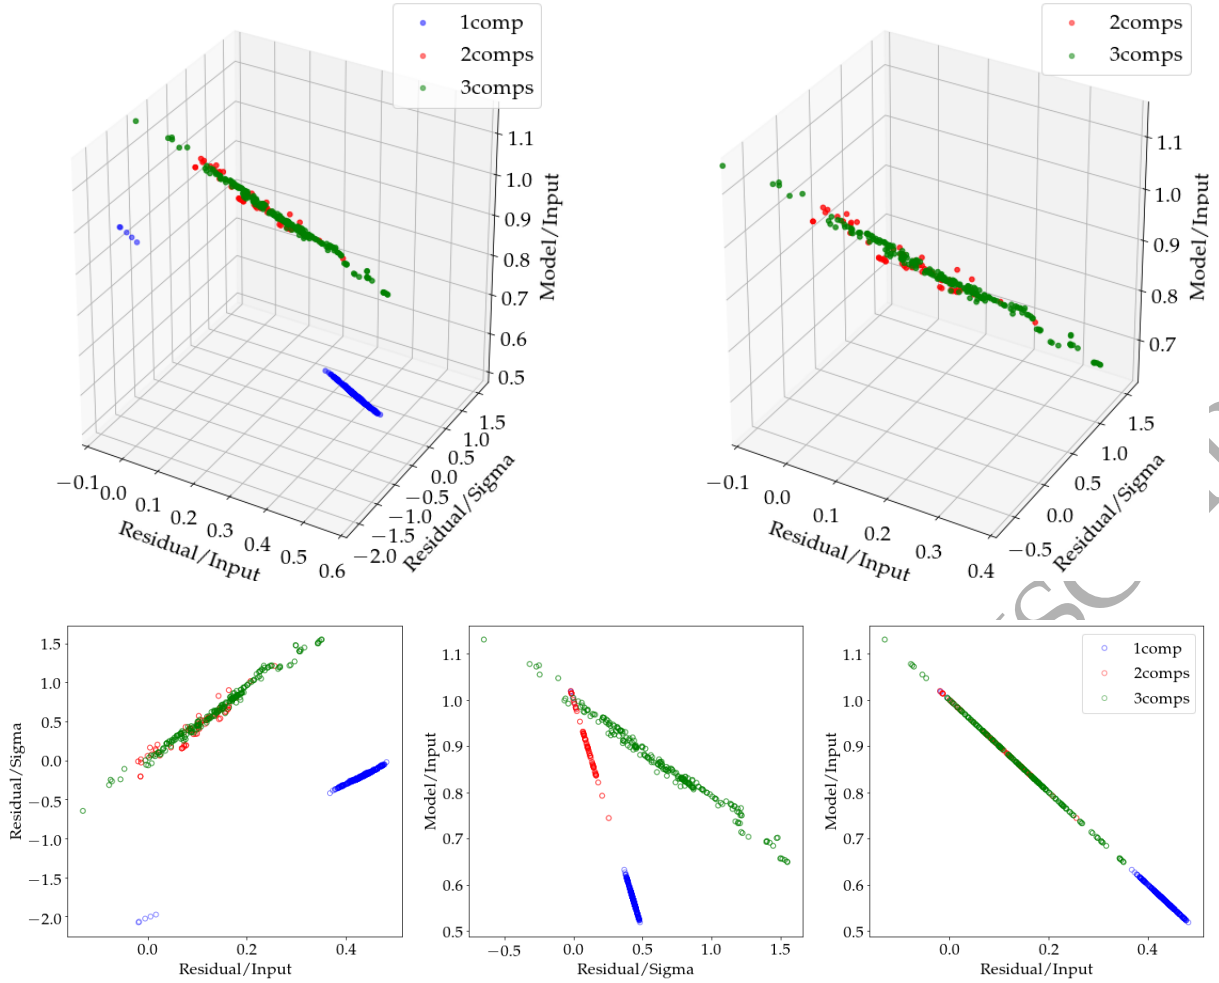 1comp
2comps
3comps
1.1
1.0
0.9
0.8
0.7
0.6
0.5
Model/Input
−0.1
0.0
0.1
0.2
0.3
0.4
0.5
0.6
Residual/Input
1.5
1.0
0.5
0.0
−0.5
−1.0
−1.5
−2.0
Residual/Sigma
2comps
3comps
1.1
1.0
0.9
0.8
0.7
Model/Input
−0.1
0.0
0.1
0.2
0.3
0.4
Residual/Input
1.5
1.0
0.5
0.0
−0.5
Residual/Sigma
1.5
1.0
0.5
0.0
−0.5
−1.0
−1.5
−2.0
Residual/Sigma
0.0 0.2 0.4
Residual/Input
1.1
1.0
0.9
0.8
0.7
0.6
0.5
Model/Input
−0.5 0.0 0.5 1.0 1.5
Residual/Sigma
1comp
2comps
3comps
1.1
1.0
0.9
0.8
0.7
0.6
0.5
Model/Input
0.0 0.2 0.4
Residual/Input